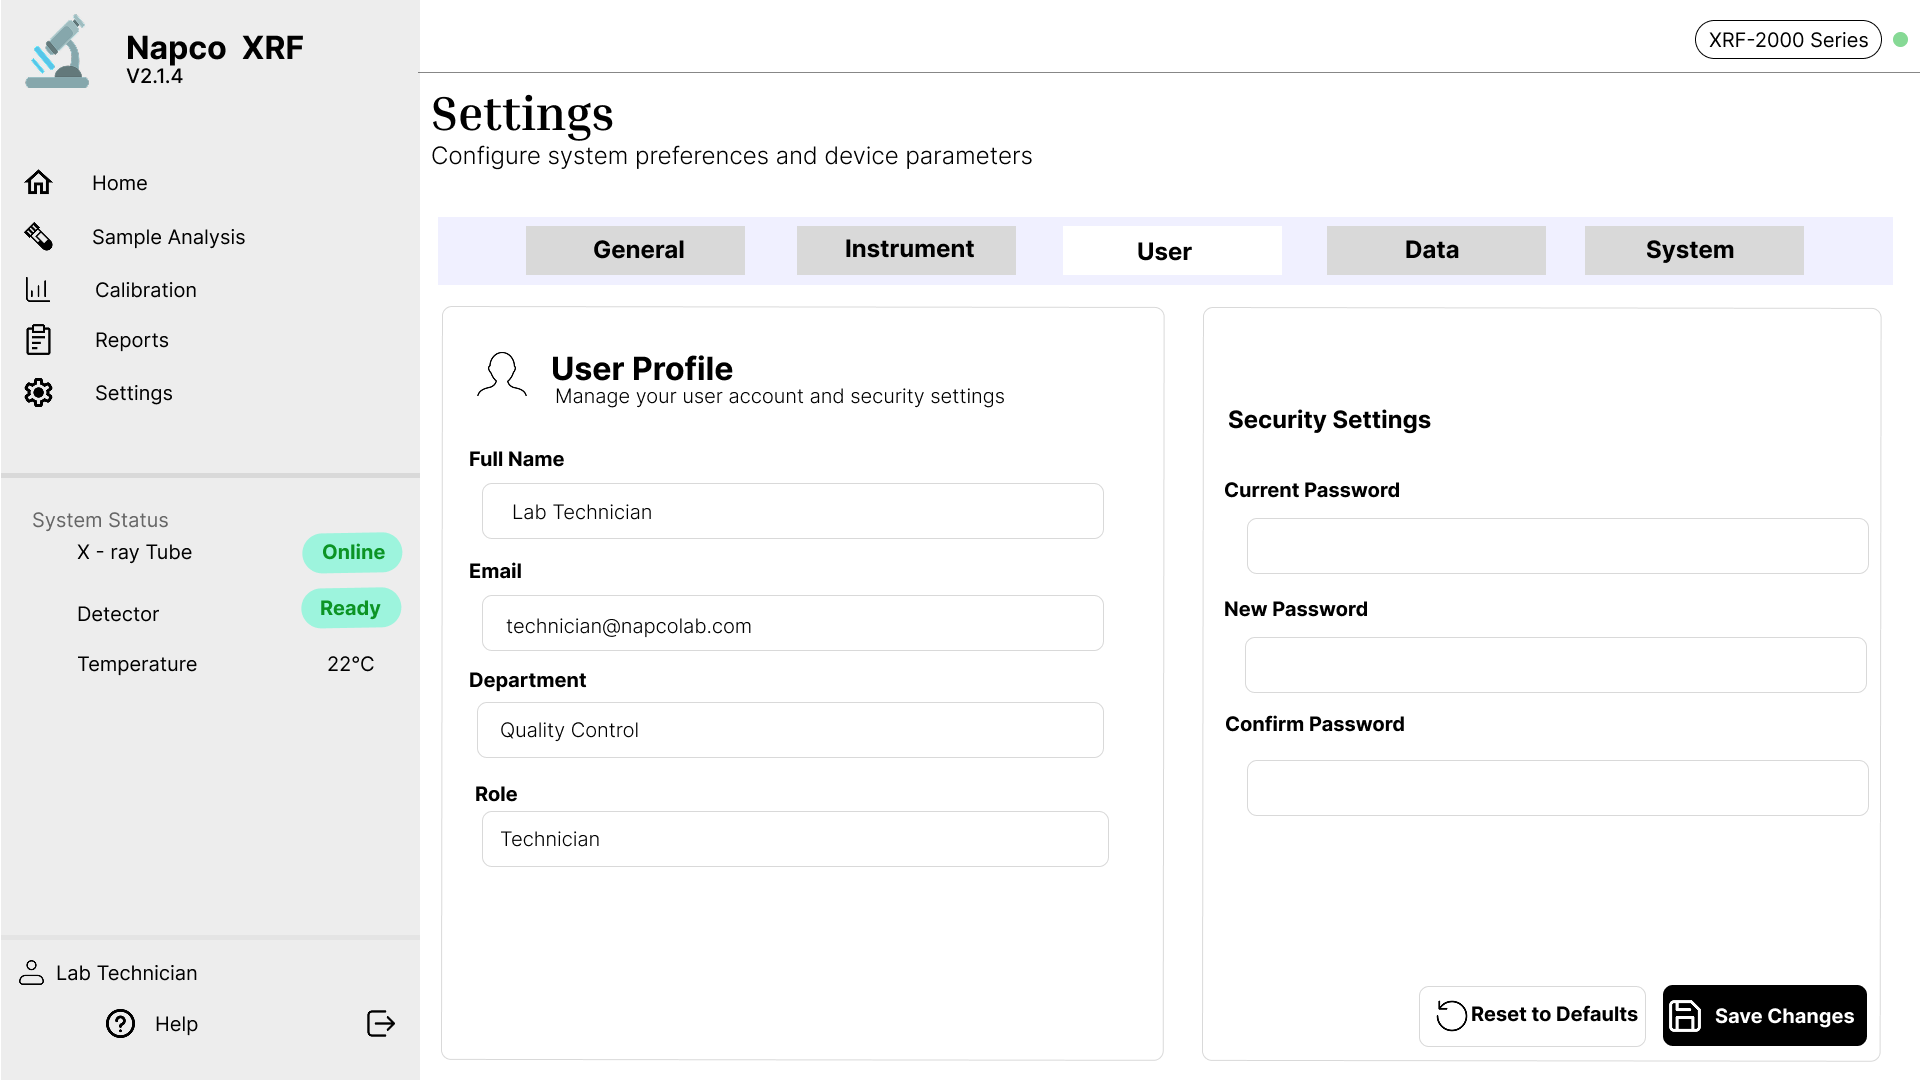 Napco XRF
V2.1.4
XRF-2000 Series
Settings
Configure system preferences and device parameters
Home
Sample Analysis
Calibration
Reports
Settings
System Status
X - ray Tube Online
Detector Ready
Temperature 22°C
Lab Technician
Help
General Instrument User Data System
User Profile
Manage your user account and security settings
Full Name
Lab Technician
Email
technician@napcolab.com
Department
Quality Control
Role
Technician
Security Settings
Current Password
New Password
Confirm Password
Reset to Defaults Save Changes